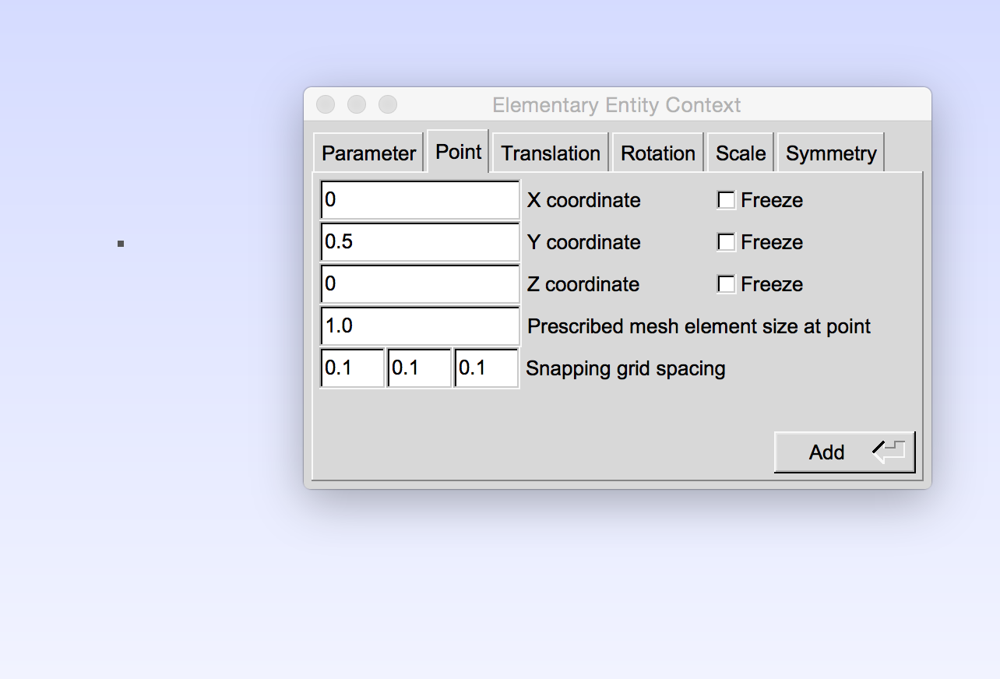 Elementary Entity Context
Parameter Point Translation Rotation Scale Symmetry
0 X coordinate Freeze
0.5 Y coordinate Freeze
0 Z coordinate Freeze
1.0 Prescribed mesh element size at point
0.1 0.1 0.1 Snapping grid spacing
Add